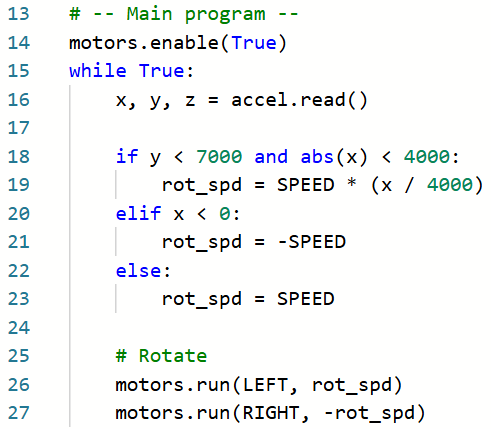 13 # -- Main program --
14 motors.enable(True)
15 while True:
16     x, y, z = accel.read()
17
18     if y < 7000 and abs(x) < 4000:
19         rot_spd = SPEED * (x / 4000)
20     elif x < 0:
21         rot_spd = -SPEED
22     else:
23         rot_spd = SPEED
24
25     # Rotate
26     motors.run(LEFT, rot_spd)
27     motors.run(RIGHT, -rot_spd)